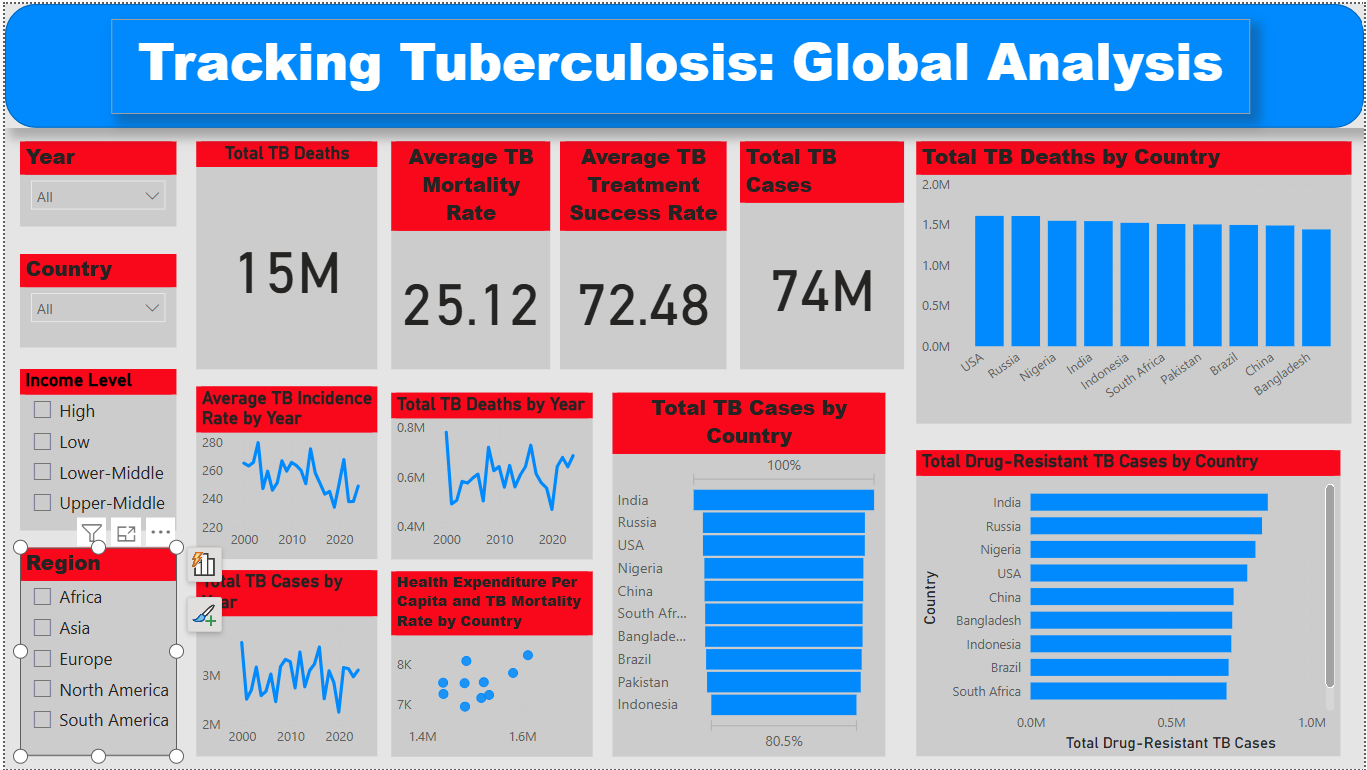 Tracking Tuberculosis: Global Analysis
Year
All
Country
All
Income Level
High
Low
Lower-Middle
Upper-Middle
Region
Africa
Asia
Europe
North America
South America
Total TB Deaths
15M
Average TB
Mortality
Rate
25.12
Average TB
Treatment
Success Rate
72.48
Total TB
Cases
74M
Total TB Deaths by Country
2.0M
1.5M
1.0M
0.5M
0.0M
USA
Russia
Nigeria
India
Indonesia
South Africa
Pakistan
Brazil
China
Bangladesh
Average TB Incidence
Rate by Year
280
260
240
220
2000
2010
2020
Total TB Deaths by Year
0.8M
0.6M
0.4M
2000
2010
2020
Total TB Cases by
Country
100%
India
Russia
USA
Nigeria
China
South Afr...
Banglade...
Brazil
Pakistan
Indonesia
80.5%
Total Drug-Resistant TB Cases by Country
Country
India
Russia
Nigeria
USA
China
Bangladesh
Indonesia
Brazil
South Africa
0.0M
0.5M
1.0M
Total Drug-Resistant TB Cases
Total TB Cases by
Year
3M
2M
2000
2010
2020
Health Expenditure Per
Capita and TB Mortality
Rate by Country
8K
7K
1.4M
1.6M